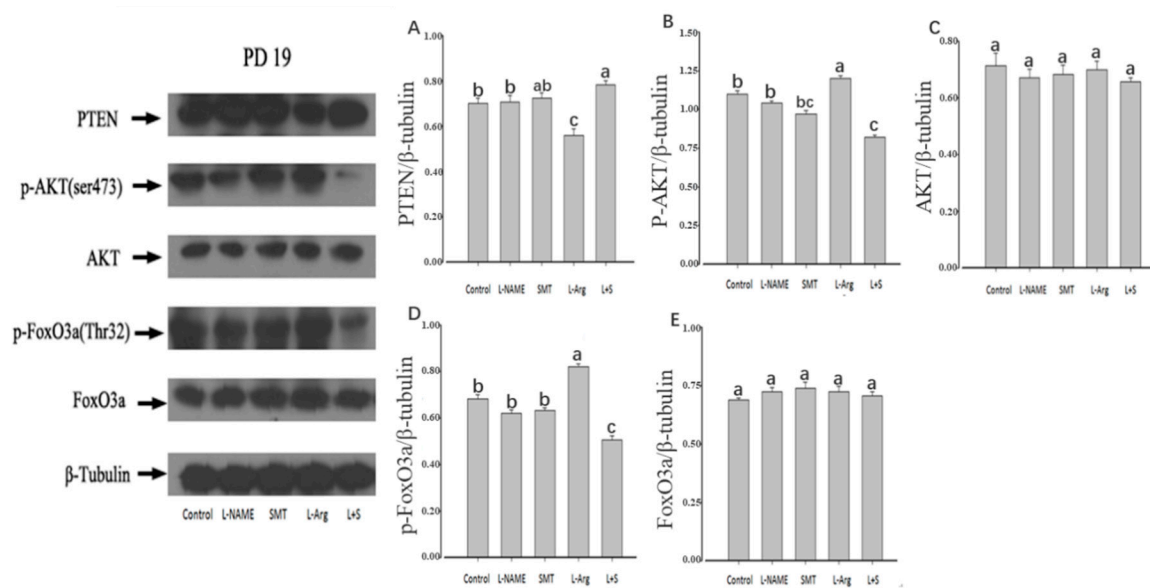 PD 19
PTEN
p-AKT(ser473)
AKT
p-FoxO3a(Thr32)
FoxO3a
β-Tubulin
Control L-NAME SMT L-Arg L+S
A
PTEN/β-tubulin
1.00
0.80
0.60
0.40
0.20
0.00
b b ab c a
Control L-NAME SMT L-Arg L+S
B
P-AKT/β-tubulin
1.50
1.25
1.00
0.75
0.50
0.25
0.00
b b bc a c
Control L-NAME SMT L-Arg L+S
C
AKT/β-tubulin
0.80
0.60
0.40
0.20
0.00
a a a a a
Control L-NAME SMT L-Arg L+S
D
p-FoxO3a/β-tubulin
1.00
0.80
0.60
0.40
0.20
0.00
b b b a c
Control L-NAME SMT L-Arg L+S
E
FoxO3a/β-tubulin
1.00
0.75
0.50
0.25
0.00
a a a a a
Control L-NAME SMT L-Arg L+S